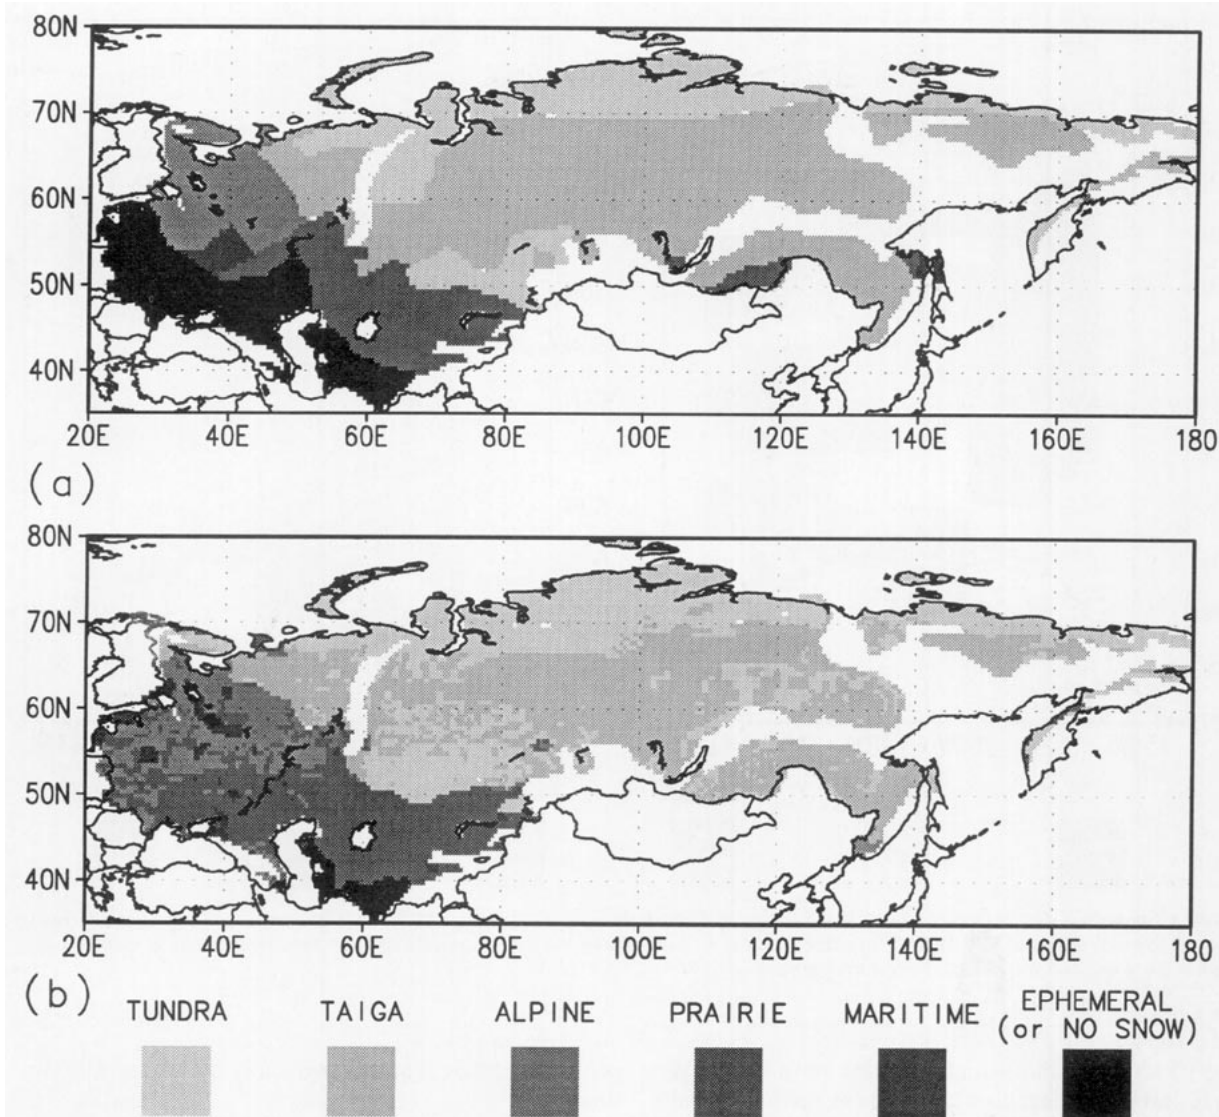 80N
70N
60N
50N
40N
20E 40E 60E 80E 100E 120E 140E 160E 180
(a)
80N
70N
60N
50N
40N
20E 40E 60E 80E 100E 120E 140E 160E 180
(b)
TUNDRA TAIGA ALPINE PRAIRIE MARITIME EPHEMERAL
(or NO SNOW)